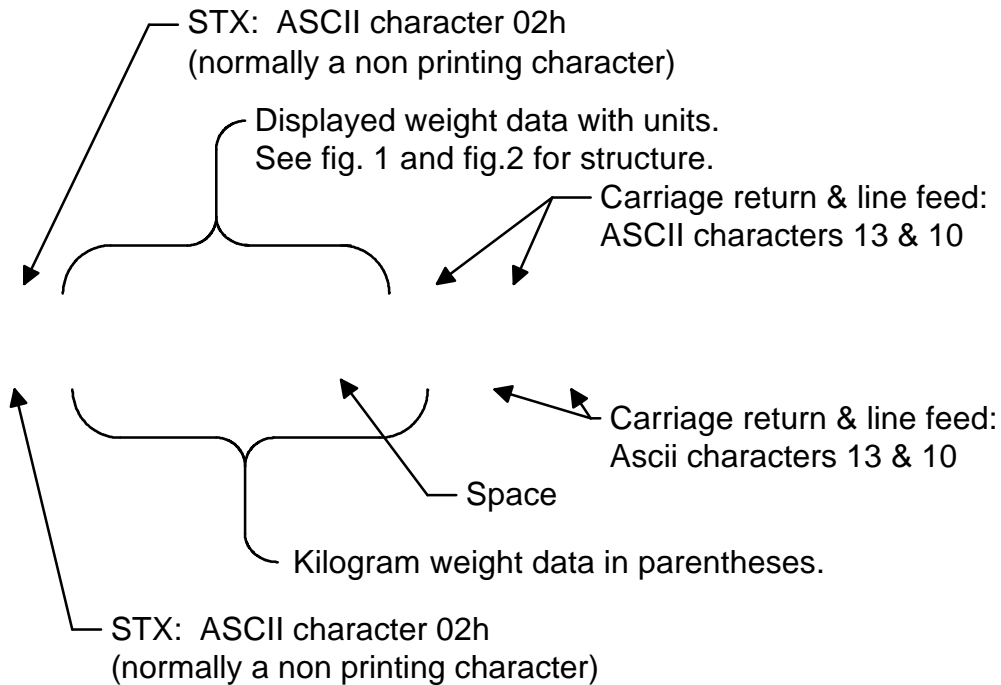 STX:  ASCII character 02h
(normally a non printing character)
Displayed weight data with units.
See fig. 1 and fig.2 for structure.
Carriage return & line feed:
ASCII characters 13 & 10
Carriage return & line feed:
Ascii characters 13 & 10
Space
Kilogram weight data in parentheses.
STX:  ASCII character 02h
(normally a non printing character)